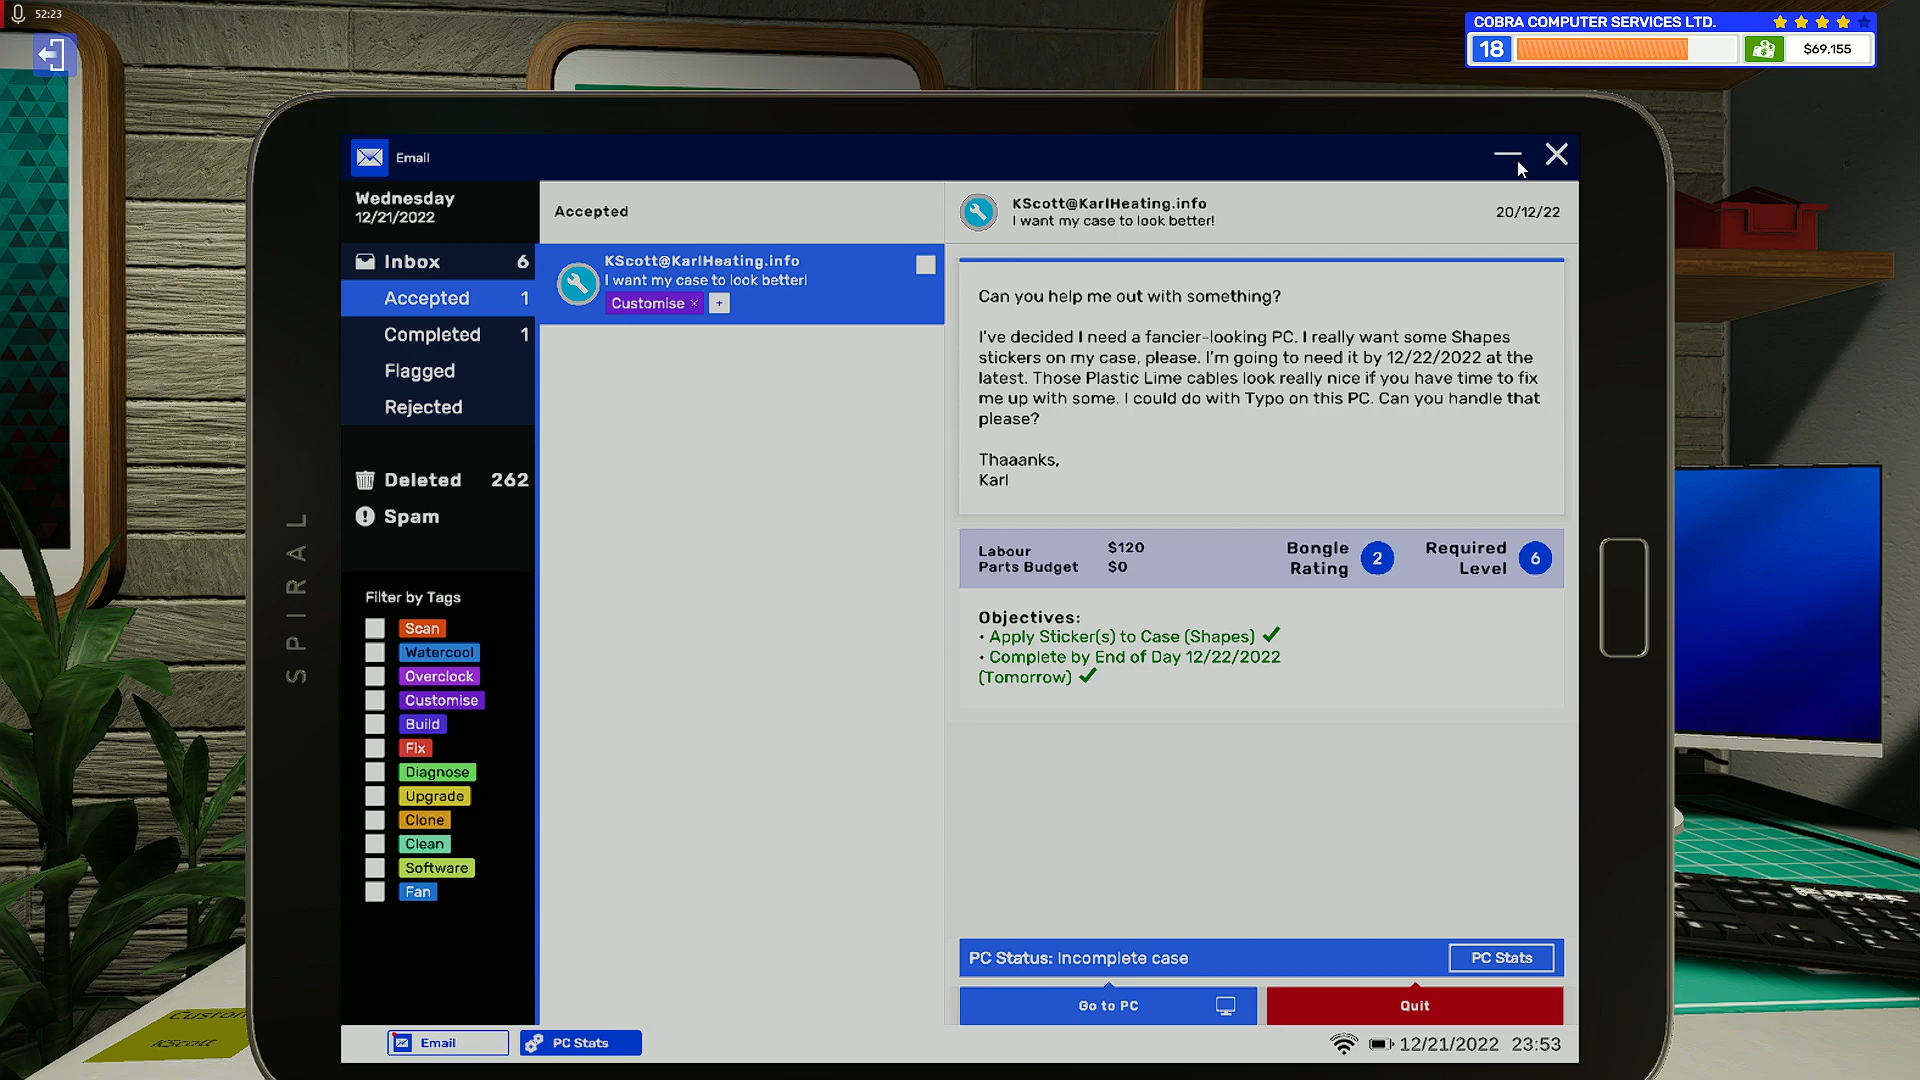 52:23
COBRA COMPUTER SERVICES LTD.
18
$69,155
Email
Wednesday
12/21/2022
Inbox 6
Accepted 1
Completed 1
Flagged
Rejected
Deleted 262
Spam
Filter by Tags
Scan
Watercool
Overclock
Customise
Build
Fix
Diagnose
Upgrade
Clone
Clean
Software
Fan
Accepted
KScott@KarlHeating.info
I want my case to look better!
Customise × +
KScott@KarlHeating.info
I want my case to look better!
20/12/22
Can you help me out with something?
I've decided I need a fancier-looking PC. I really want some Shapes
stickers on my case, please. I'm going to need it by 12/22/2022 at the
latest. Those Plastic Lime cables look really nice if you have time to fix
me up with some. I could do with Typo on this PC. Can you handle that
please?
Thaaanks,
Karl
Labour $120
Parts Budget $0
Bongle
Rating 2
Required
Level 6
Objectives:
• Apply Sticker(s) to Case (Shapes)
• Complete by End of Day 12/22/2022
(Tomorrow)
PC Status: Incomplete case
PC Stats
Go to PC
Quit
Email
PC Stats
12/21/2022 23:53
SPIRAL
KScott